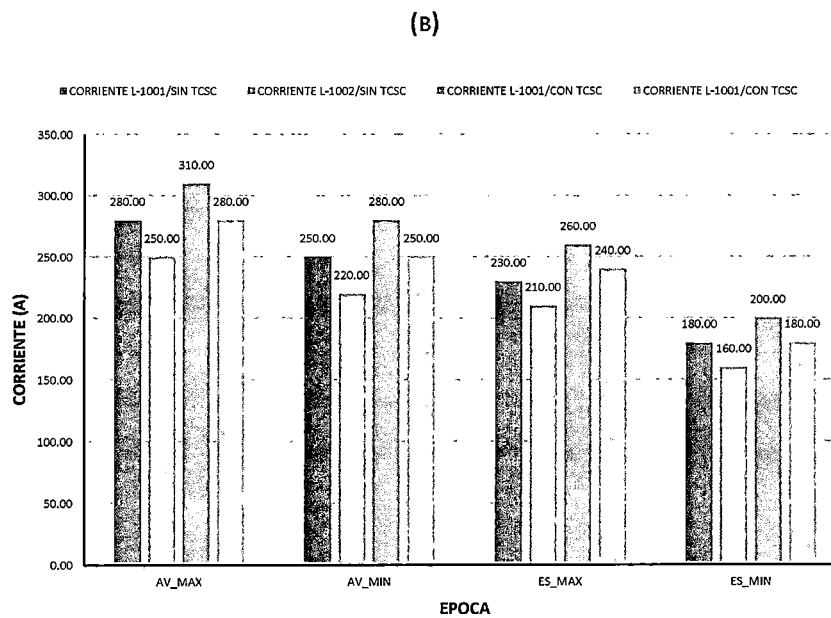 (B)
CORRIENTE L-1001/SIN TCSC CORRIENTE L-1002/SIN TCSC CORRIENTE L-1001/CON TCSC CORRIENTE L-1001/CON TCSC
350.00
300.00
250.00
200.00
150.00
100.00
50.00
0.00
CORRIENTE (A)
280.00 250.00 310.00 280.00
250.00 220.00 280.00 250.00
230.00 210.00 260.00 240.00
180.00 160.00 200.00 180.00
AV_MAX AV_MIN ES_MAX ES_MIN
EPOCA